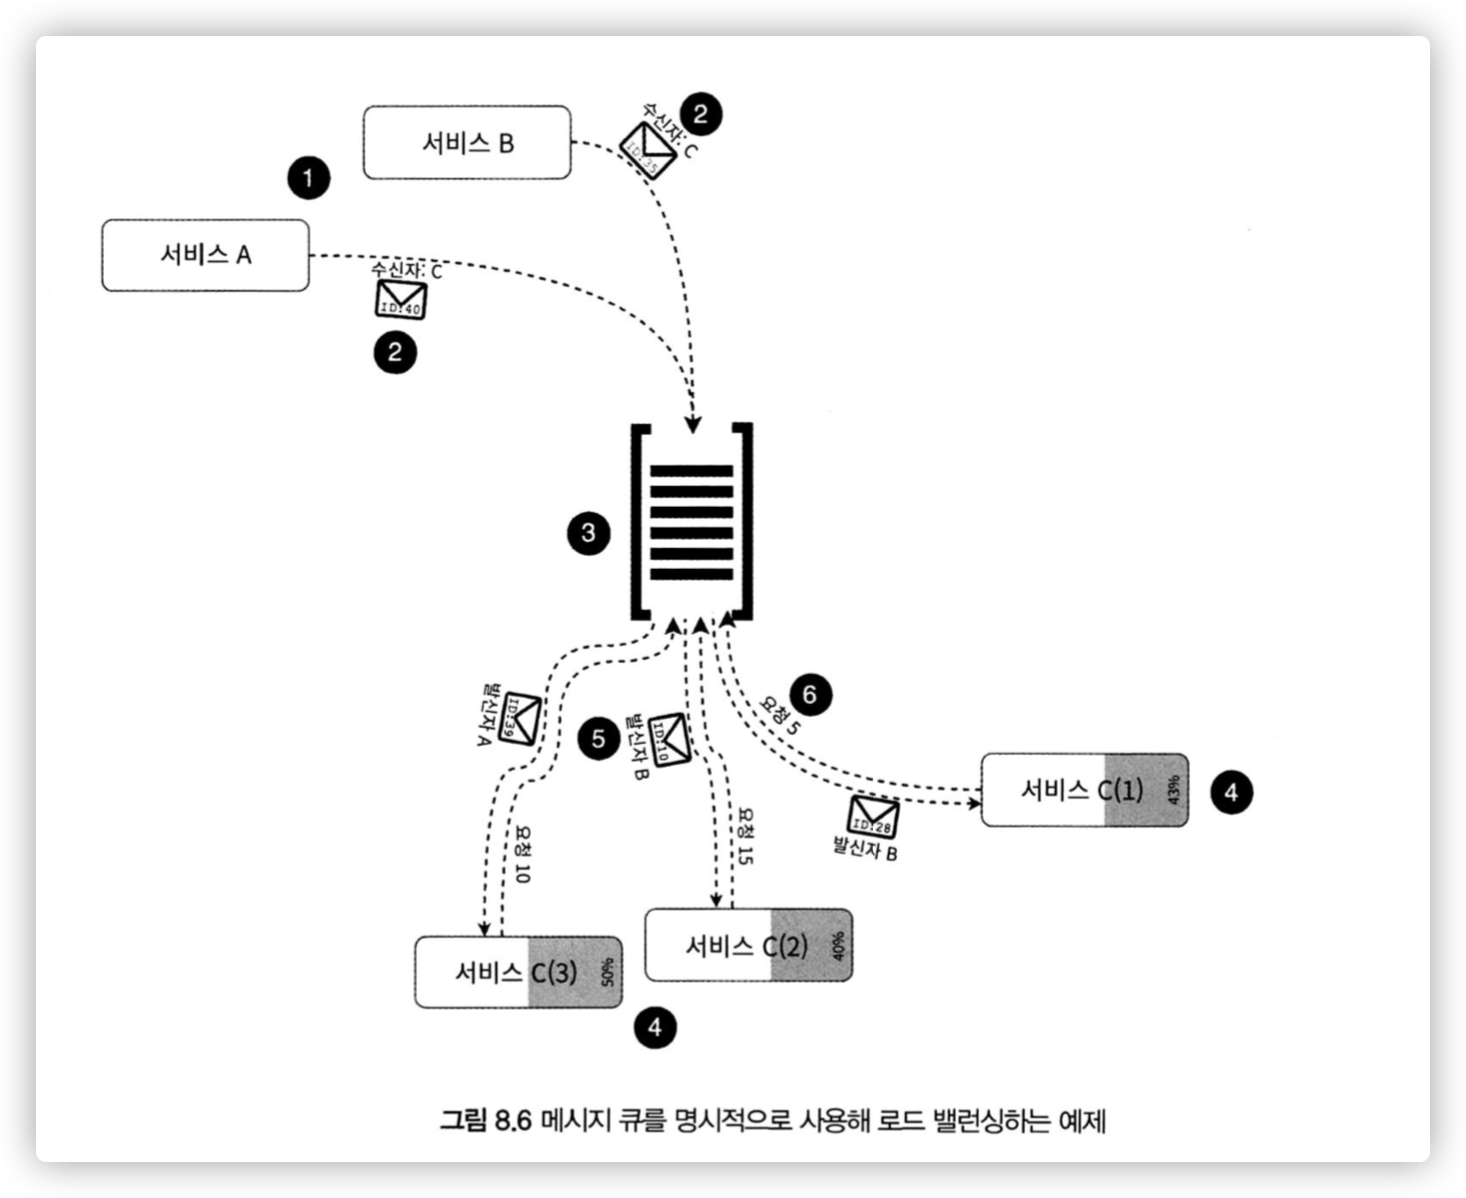 서비스 B
2
수신자: C
ID:35
1
서비스 A
수신자: C
ID:40
2
3
발신자 A
ID:39
5
발신자 B
ID:10
6
요청 5
서비스 C(1)
43%
4
ID:28
발신자 B
요청 10
요청 15
서비스 C(2)
40%
서비스 C(3)
50%
4
그림 8.6 메시지 큐를 명시적으로 사용해 로드 밸런싱하는 예제